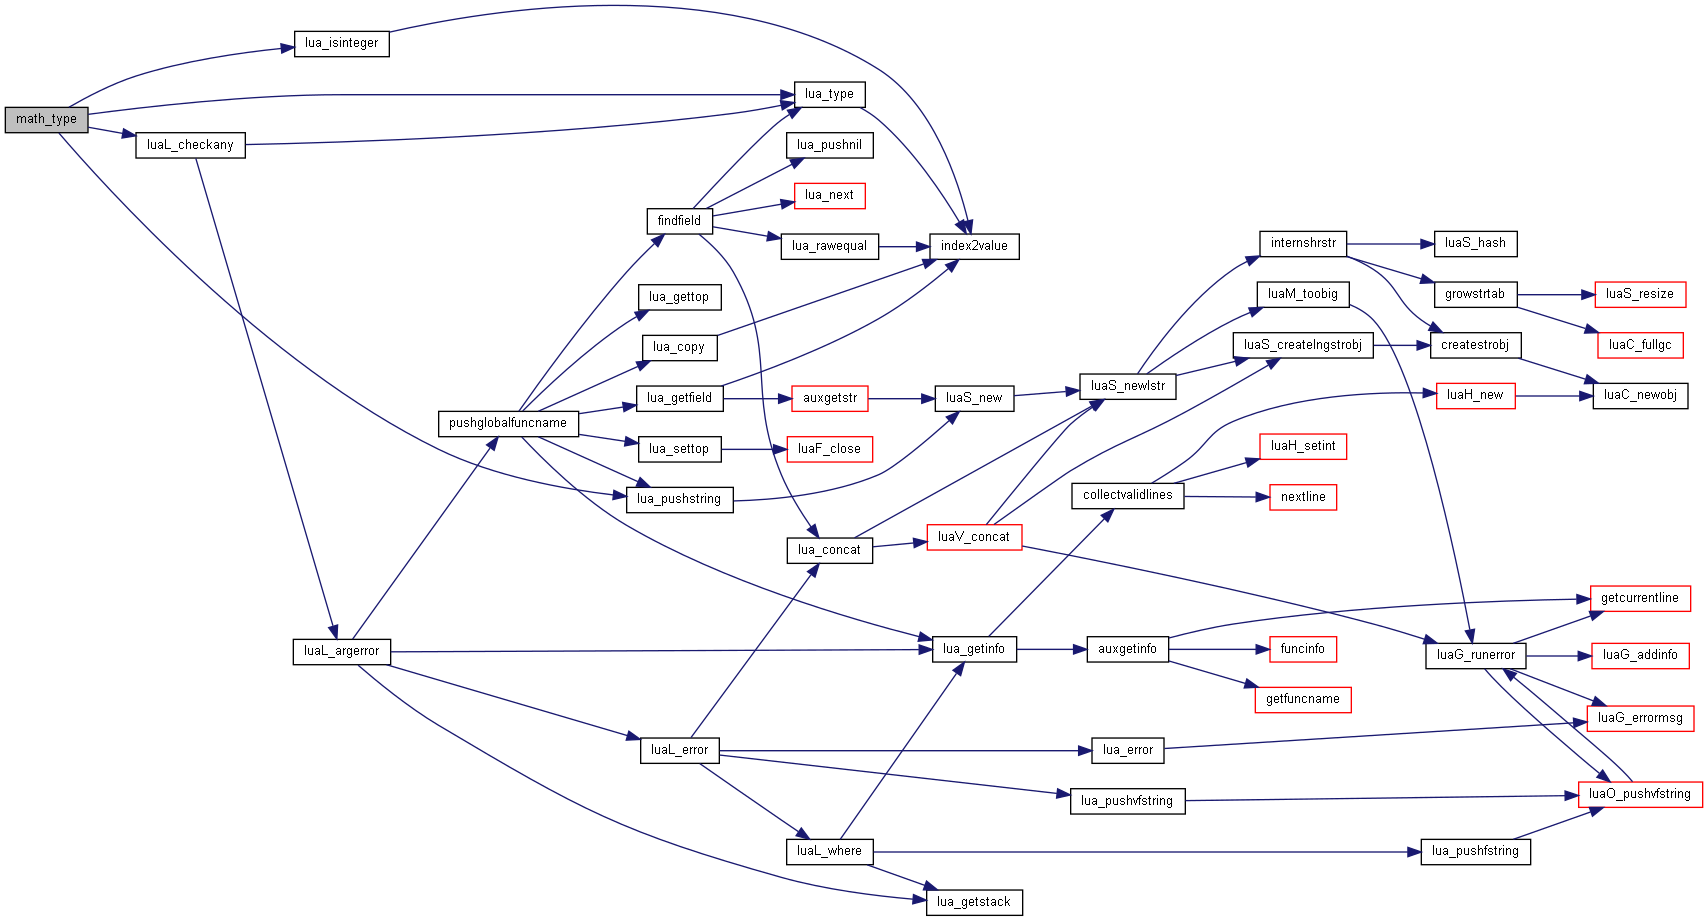 math_type
lua_isinteger
luaL_checkany
lua_type
lua_pushnil
lua_next
findfield
lua_rawequal
index2value
lua_gettop
lua_copy
lua_getfield
auxgetstr
luaS_new
pushglobalfuncname
lua_settop
luaF_close
lua_pushstring
lua_concat
luaV_concat
luaS_newlstr
internshrstr
luaS_hash
luaM_toobig
growstrtab
luaS_resize
luaS_createlngstrobj
createstrobj
luaC_fullgc
luaH_new
luaC_newobj
luaH_setint
collectvalidlines
nextline
luaL_argerror
lua_getinfo
auxgetinfo
getcurrentline
funcinfo
getfuncname
luaG_runerror
luaG_addinfo
luaG_errormsg
luaL_error
lua_error
lua_pushvfstring
luaO_pushvfstring
luaL_where
lua_pushfstring
lua_getstack